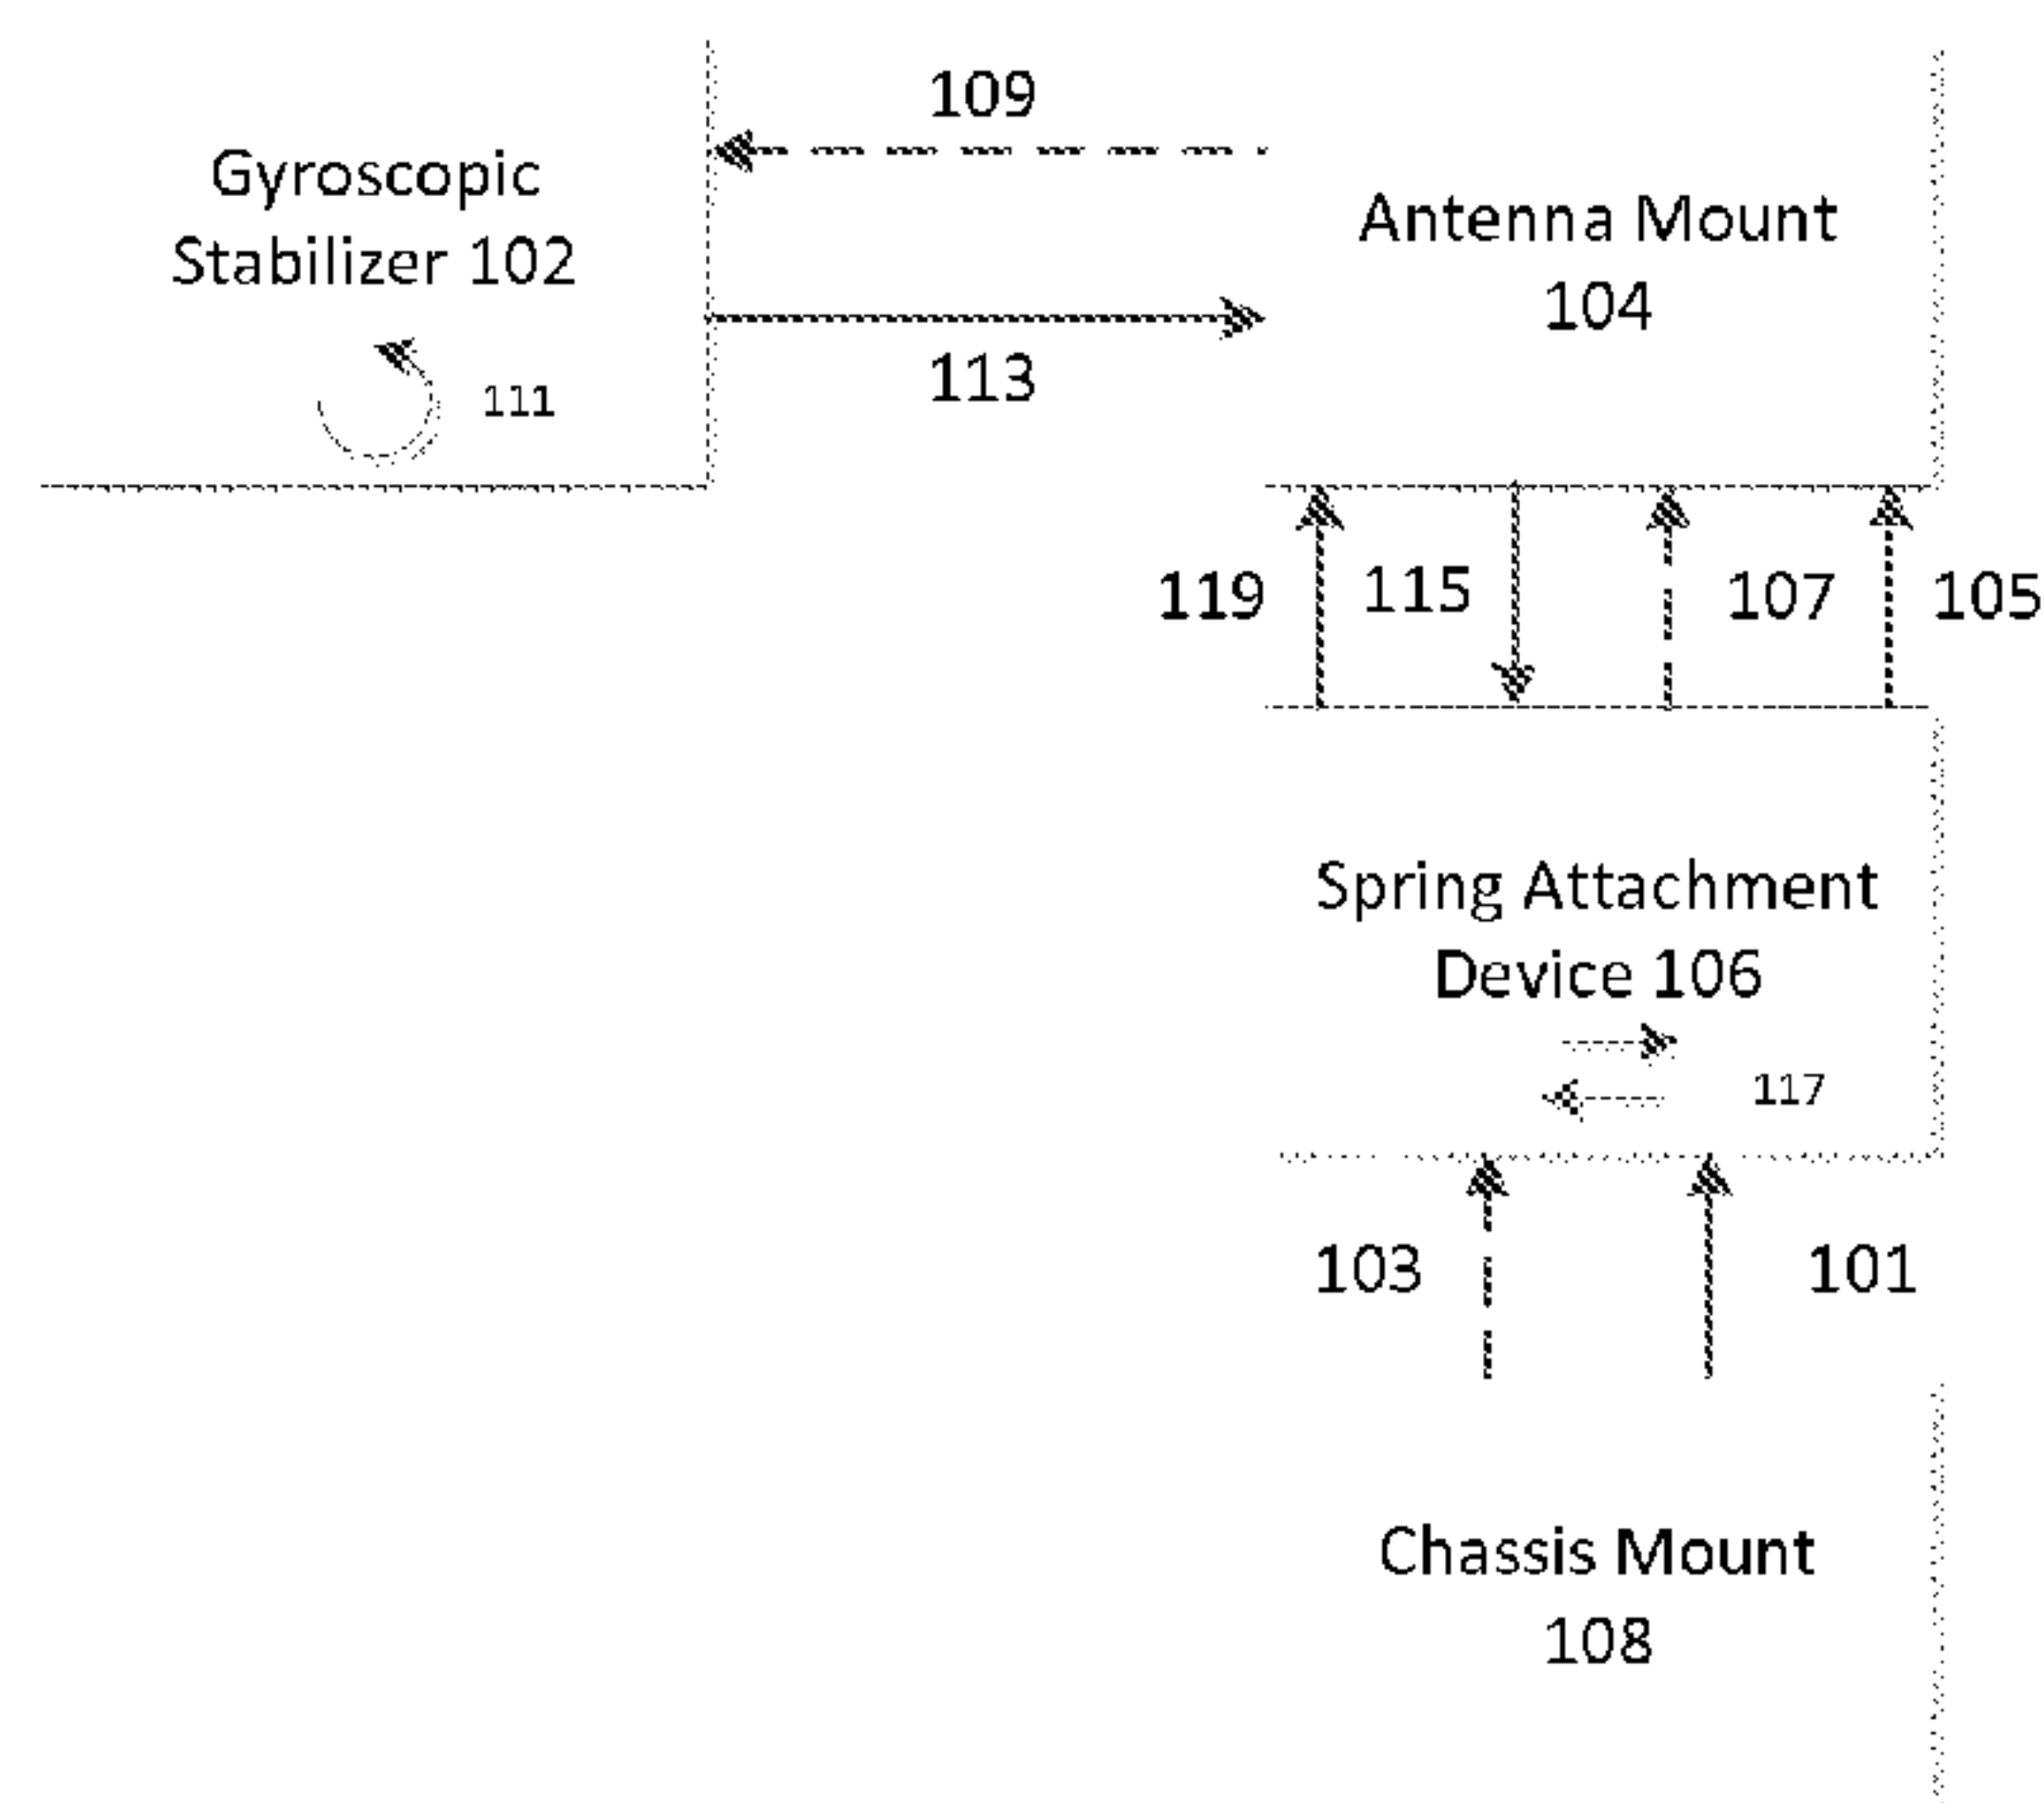 109
Gyroscopic
Stabilizer 102
Antenna Mount
104
113
111
119
115
107
105
Spring Attachment
Device 106
117
103
101
Chassis Mount
108